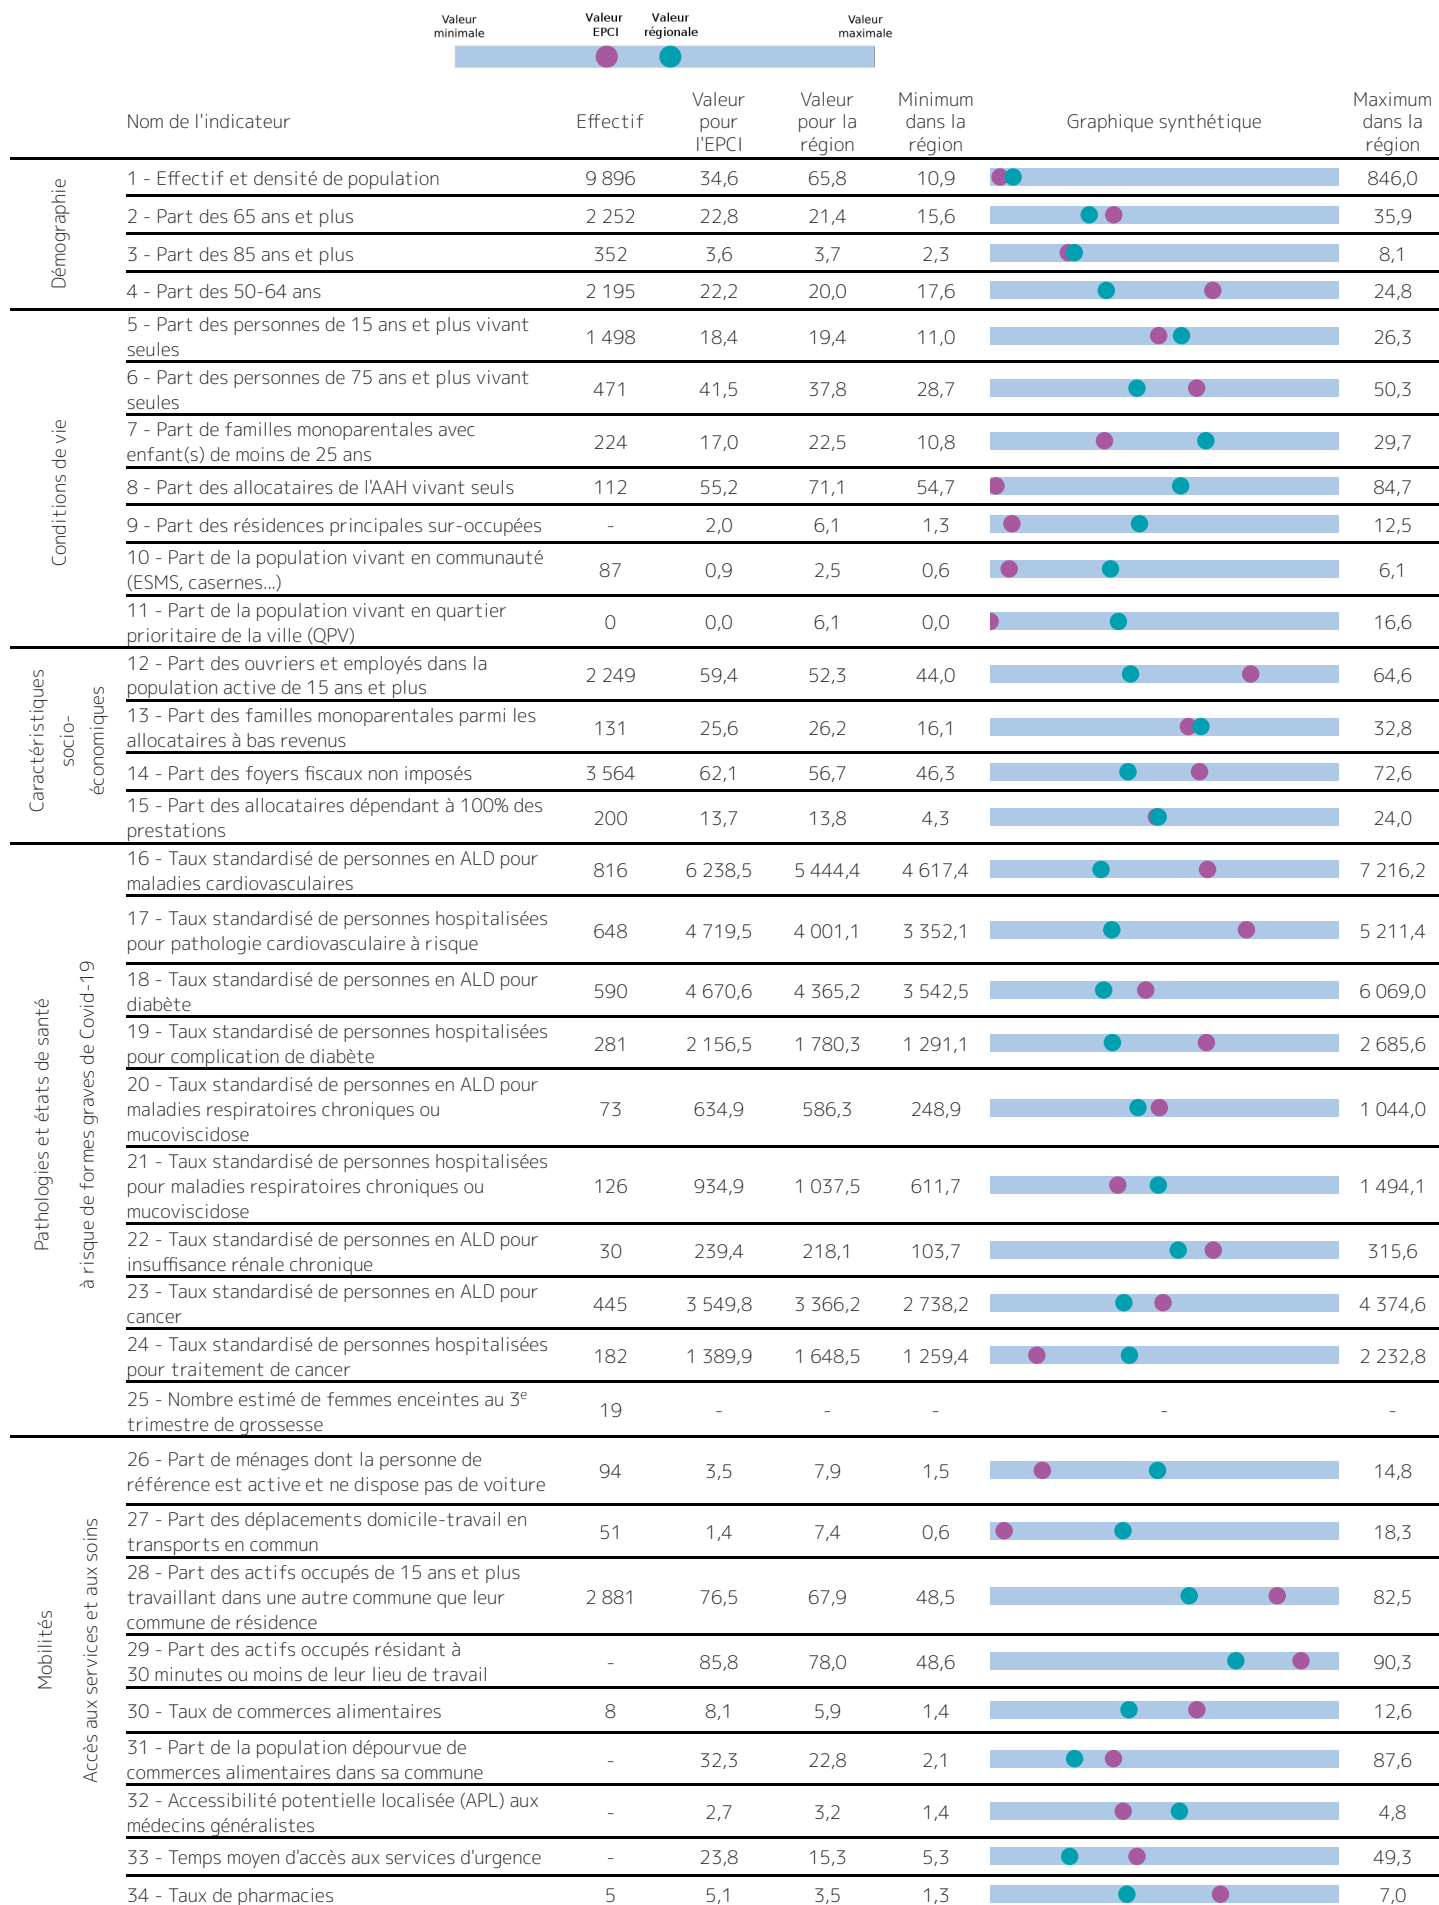 Valeur minimale
Valeur EPCI
Valeur régionale
Valeur maximale
Nom de l'indicateur Effectif Valeur pour l'EPCI Valeur pour la région Minimum dans la région Graphique synthétique Maximum dans la région
Démographie
1 - Effectif et densité de population 9 896 34,6 65,8 10,9 846,0
2 - Part des 65 ans et plus 2 252 22,8 21,4 15,6 35,9
3 - Part des 85 ans et plus 352 3,6 3,7 2,3 8,1
4 - Part des 50-64 ans 2 195 22,2 20,0 17,6 24,8
Conditions de vie
5 - Part des personnes de 15 ans et plus vivant
seules 1 498 18,4 19,4 11,0 26,3
6 - Part des personnes de 75 ans et plus vivant
seules 471 41,5 37,8 28,7 50,3
7 - Part de familles monoparentales avec
enfant(s) de moins de 25 ans 224 17,0 22,5 10,8 29,7
8 - Part des allocataires de l'AAH vivant seuls 112 55,2 71,1 54,7 84,7
9 - Part des résidences principales sur-occupées - 2,0 6,1 1,3 12,5
10 - Part de la population vivant en communauté
(ESMS, casernes...) 87 0,9 2,5 0,6 6,1
11 - Part de la population vivant en quartier
prioritaire de la ville (QPV) 0 0,0 6,1 0,0 16,6
Caractéristiques
socio-
économiques
12 - Part des ouvriers et employés dans la
population active de 15 ans et plus 2 249 59,4 52,3 44,0 64,6
13 - Part des familles monoparentales parmi les
allocataires à bas revenus 131 25,6 26,2 16,1 32,8
14 - Part des foyers fiscaux non imposés 3 564 62,1 56,7 46,3 72,6
15 - Part des allocataires dépendant à 100% des
prestations 200 13,7 13,8 4,3 24,0
Pathologies et états de santé
à risque de formes graves de Covid-19
16 - Taux standardisé de personnes en ALD pour
maladies cardiovasculaires 816 6 238,5 5 444,4 4 617,4 7 216,2
17 - Taux standardisé de personnes hospitalisées
pour pathologie cardiovasculaire à risque 648 4 719,5 4 001,1 3 352,1 5 211,4
18 - Taux standardisé de personnes en ALD pour
diabète 590 4 670,6 4 365,2 3 542,5 6 069,0
19 - Taux standardisé de personnes hospitalisées
pour complication de diabète 281 2 156,5 1 780,3 1 291,1 2 685,6
20 - Taux standardisé de personnes en ALD pour
maladies respiratoires chroniques ou 73 634,9 586,3 248,9 1 044,0
mucoviscidose
21 - Taux standardisé de personnes hospitalisées
pour maladies respiratoires chroniques ou 126 934,9 1 037,5 611,7 1 494,1
mucoviscidose
22 - Taux standardisé de personnes en ALD pour
insuffisance rénale chronique 30 239,4 218,1 103,7 315,6
23 - Taux standardisé de personnes en ALD pour
cancer 445 3 549,8 3 366,2 2 738,2 4 374,6
24 - Taux standardisé de personnes hospitalisées
pour traitement de cancer 182 1 389,9 1 648,5 1 259,4 2 232,8
25 - Nombre estimé de femmes enceintes au 3e
trimestre de grossesse 19 - - - - -
Mobilités
Accès aux services et aux soins
26 - Part de ménages dont la personne de
référence est active et ne dispose pas de voiture 94 3,5 7,9 1,5 14,8
27 - Part des déplacements domicile-travail en
transports en commun 51 1,4 7,4 0,6 18,3
28 - Part des actifs occupés de 15 ans et plus
travaillant dans une autre commune que leur 2 881 76,5 67,9 48,5 82,5
commune de résidence
29 - Part des actifs occupés résidant à
30 minutes ou moins de leur lieu de travail - 85,8 78,0 48,6 90,3
30 - Taux de commerces alimentaires 8 8,1 5,9 1,4 12,6
31 - Part de la population dépourvue de
commerces alimentaires dans sa commune - 32,3 22,8 2,1 87,6
32 - Accessibilité potentielle localisée (APL) aux
médecins généralistes - 2,7 3,2 1,4 4,8
33 - Temps moyen d'accès aux services d'urgence - 23,8 15,3 5,3 49,3
34 - Taux de pharmacies 5 5,1 3,5 1,3 7,0